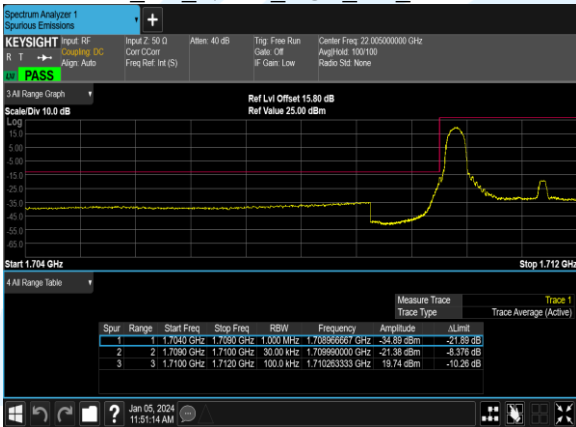 Spectrum Analyzer 1
Spurious Emissions
+
KEYSIGHT Input: RF Input Z: 50 Ω Atten: 40 dB Trig: Free Run Center Freq: 22.005000000 GHz
R T Coupling: DC Corr CCorr Gate: Off Avg|Hold: 100/100
Align: Auto Freq Ref: Int (S) IF Gain: Low Radio Std: None
PASS
3 All Range Graph
Ref Lvl Offset 15.80 dB
Scale/Div 10.0 dB Ref Value 25.00 dBm
Log
15.0
5.00
-5.00
-15.0
-25.0
-35.0
-45.0
-55.0
-65.0
Start 1.704 GHz Stop 1.712 GHz
4 All Range Table
Measure Trace Trace 1
Trace Type Trace Average (Active)
Spur Range Start Freq Stop Freq RBW Frequency Amplitude ΔLimit
1 1 1.7040 GHz 1.7090 GHz 1.000 MHz 1.708966667 GHz -34.89 dBm -21.89 dB
2 2 1.7090 GHz 1.7100 GHz 30.00 kHz 1.709990000 GHz -21.38 dBm -8.376 dB
3 3 1.7100 GHz 1.7120 GHz 100.0 kHz 1.710263333 GHz 19.74 dBm -10.26 dB
? Jan 05, 2024
11:51:14 AM